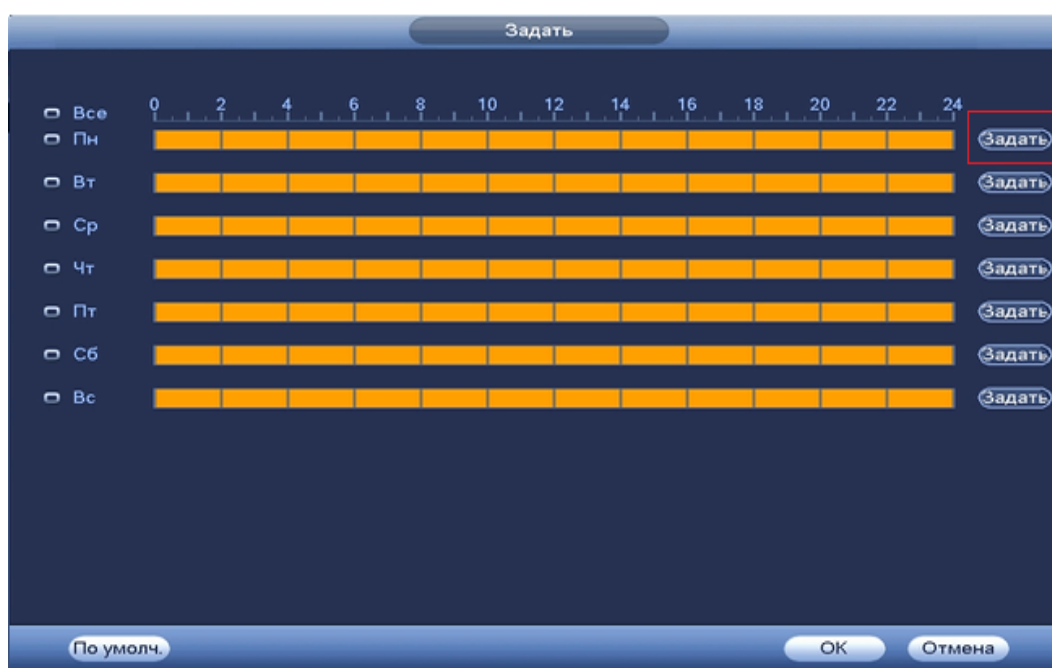 Задать
Все 0 2 4 6 8 10 12 14 16 18 20 22 24
Пн Задать
Вт Задать
Ср Задать
Чт Задать
Пт Задать
Сб Задать
Вс Задать
По умолч. OK Отмена